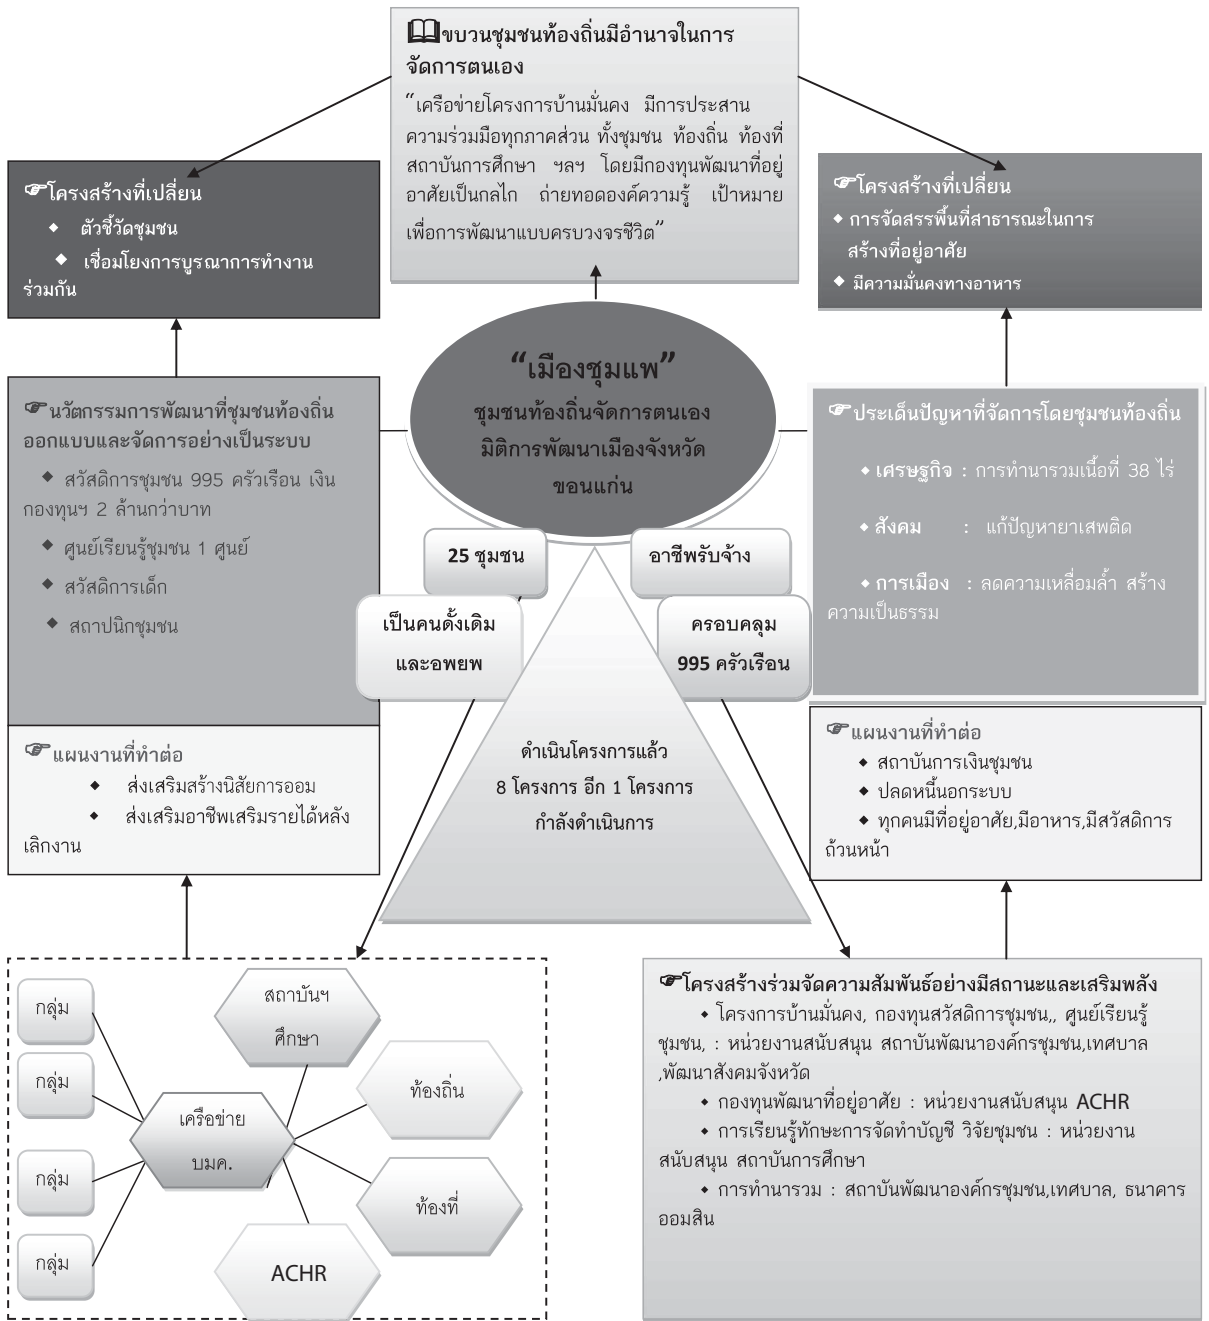 ขบวนชุมชนท้องถิ่นมีอำนาจในการ
จัดการตนเอง
“เครือข่ายโครงการบ้านมั่นคง มีการประสาน
ความร่วมมือทุกภาคส่วน ทั้งชุมชน ท้องถิ่น ท้องที่
สถาบันการศึกษา ฯลฯ โดยมีกองทุนพัฒนาที่อยู่
อาศัยเป็นกลไก ถ่ายทอดองค์ความรู้ เป้าหมาย
เพื่อการพัฒนาแบบครบวงจรชีวิต”
โครงสร้างที่เปลี่ยน
◆ ตัวชี้วัดชุมชน
◆ เชื่อมโยงการบูรณาการทำงาน
ร่วมกัน
โครงสร้างที่เปลี่ยน
◆ การจัดสรรพื้นที่สาธารณะในการ
สร้างที่อยู่อาศัย
◆ มีความมั่นคงทางอาหาร
“เมืองชุมแพ”
ชุมชนท้องถิ่นจัดการตนเอง
มิติการพัฒนาเมืองจังหวัด
ขอนแก่น
นวัตกรรมการพัฒนาที่ชุมชนท้องถิ่น
ออกแบบและจัดการอย่างเป็นระบบ
◆ สวัสดิการชุมชน 995 ครัวเรือน เงิน
กองทุนฯ 2 ล้านกว่าบาท
◆ ศูนย์เรียนรู้ชุมชน 1 ศูนย์
◆ สวัสดิการเด็ก
◆ สถาปนิกชุมชน
ประเด็นปัญหาที่จัดการโดยชุมชนท้องถิ่น
◆ เศรษฐกิจ : การทำนารวมเนื้อที่ 38 ไร่
◆ สังคม : แก้ปัญหายาเสพติด
◆ การเมือง : ลดความเหลื่อมล้ำ สร้าง
ความเป็นธรรม
25 ชุมชน
อาชีพรับจ้าง
เป็นคนดั้งเดิม
และอพยพ
ครอบคลุม
995 ครัวเรือน
ดำเนินโครงการแล้ว
8 โครงการ อีก 1 โครงการ
กำลังดำเนินการ
แผนงานที่ทำต่อ
◆ ส่งเสริมสร้างนิสัยการออม
◆ ส่งเสริมอาชีพเสริมรายได้หลัง
เลิกงาน
แผนงานที่ทำต่อ
◆ สถาบันการเงินชุมชน
◆ ปลดหนี้นอกระบบ
◆ ทุกคนมีที่อยู่อาศัย,มีอาหาร,มีสวัสดิการ
ถ้วนหน้า
กลุ่ม
กลุ่ม
กลุ่ม
กลุ่ม
เครือข่าย
บมค.
สถาบันฯ
ศึกษา
ท้องถิ่น
ท้องที่
ACHR
โครงสร้างร่วมจัดความสัมพันธ์อย่างมีสถานะและเสริมพลัง
◆ โครงการบ้านมั่นคง, กองทุนสวัสดิการชุมชน,, ศูนย์เรียนรู้
ชุมชน, : หน่วยงานสนับสนุน สถาบันพัฒนาองค์กรชุมชน,เทศบาล
,พัฒนาสังคมจังหวัด
◆ กองทุนพัฒนาที่อยู่อาศัย : หน่วยงานสนับสนุน ACHR
◆ การเรียนรู้ทักษะการจัดทำบัญชี วิจัยชุมชน : หน่วยงาน
สนับสนุน สถาบันการศึกษา
◆ การทำนารวม : สถาบันพัฒนาองค์กรชุมชน,เทศบาล, ธนาคาร
ออมสิน